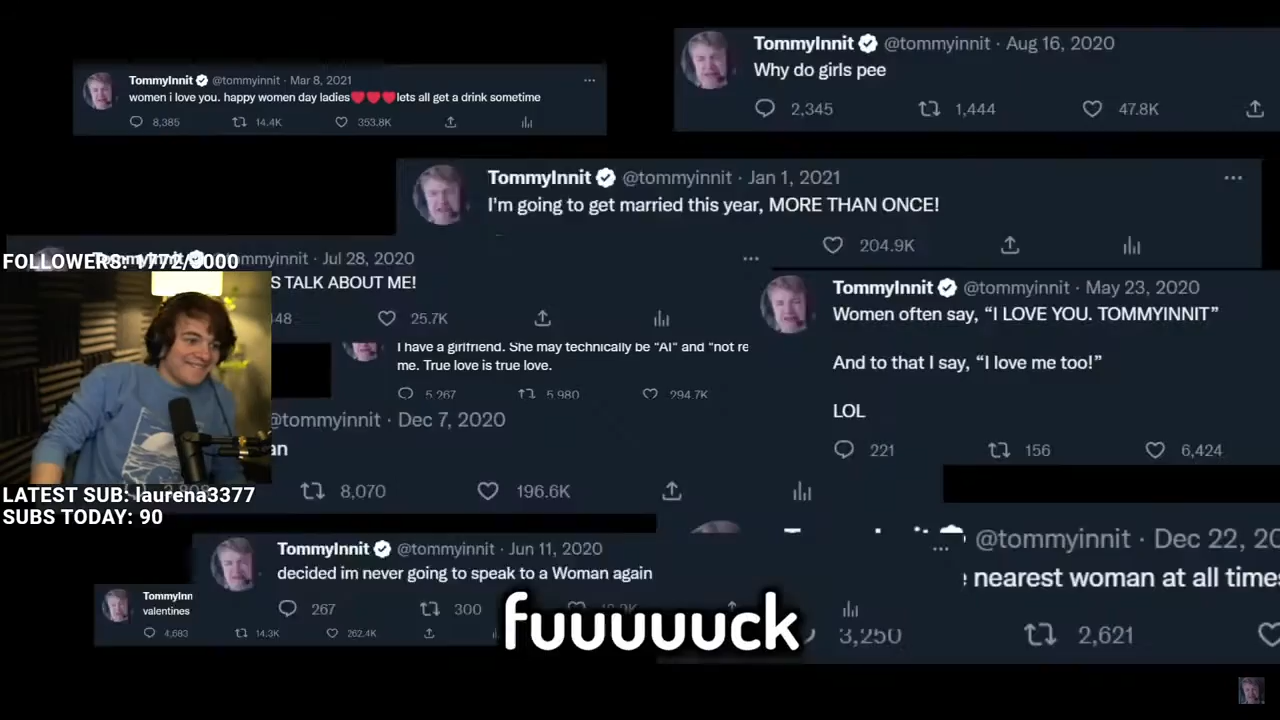 TommyInnit @tommyinnit · Mar 8, 2021
women i love you. happy women day ladies❤❤❤lets all get a drink sometime
8,385 14.4K 353.8K
TommyInnit @tommyinnit · Aug 16, 2020
Why do girls pee
2,345 1,444 47.8K
TommyInnit @tommyinnit · Jan 1, 2021
I'm going to get married this year, MORE THAN ONCE!
204.9K
FOLLOWERS: 1772/
· Jul 28, 2020
S TALK ABOUT ME!
25.7K
TommyInnit @tommyinnit · May 23, 2020
Women often say, “I LOVE YOU. TOMMYINNIT”
And to that I say, “I love me too!”
LOL
221 156 6,424
I have a girlfriend. She may technically be “AI” and “not re
me. True love is true love.
5,267 5,980 294.7K
@tommyinnit · Dec 7, 2020
an
8,070 196.6K
LATEST SUB: laurena3377
SUBS TODAY: 90
@tommyinnit · Dec 22, 20
nearest woman at all times
3,250 2,621
TommyInnit @tommyinnit · Jun 11, 2020
decided im never going to speak to a Woman again
267 300
TommyInn
valentines
4,683 14.3K 262.4K
fuuuuuck